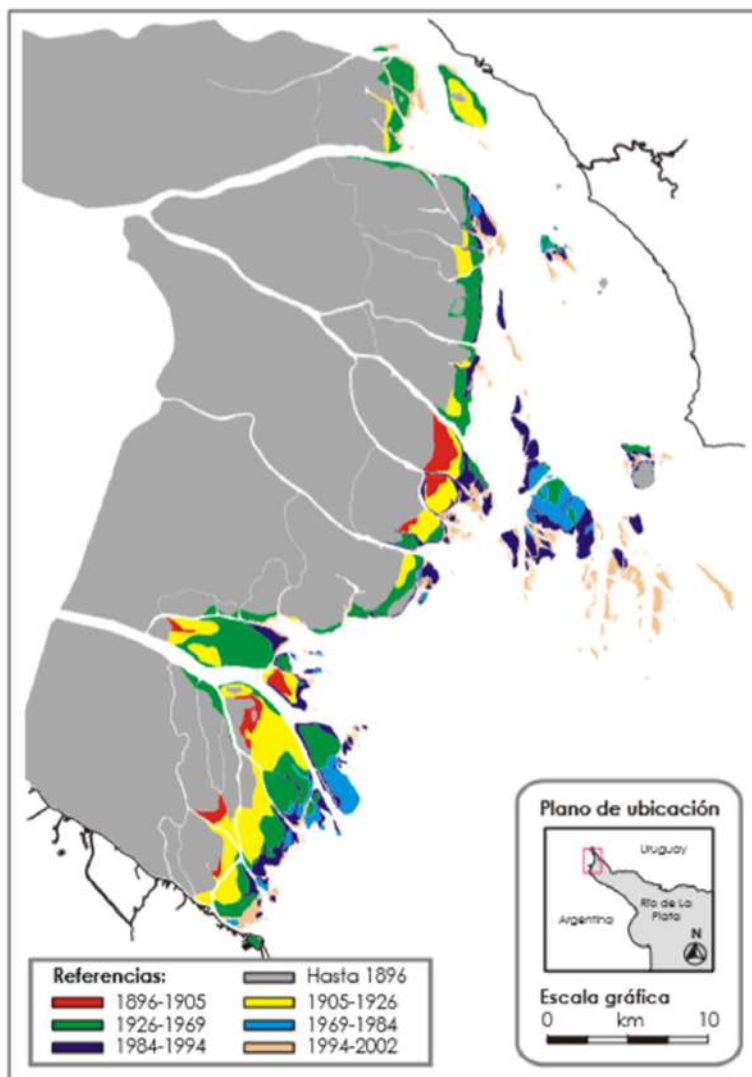 Plano de ubicación
Uruguay
Río de La
Plata
Argentina
N
Escala gráfica
0 km 10
Referencias:
Hasta 1896
1896-1905
1905-1926
1926-1969
1969-1984
1984-1994
1994-2002